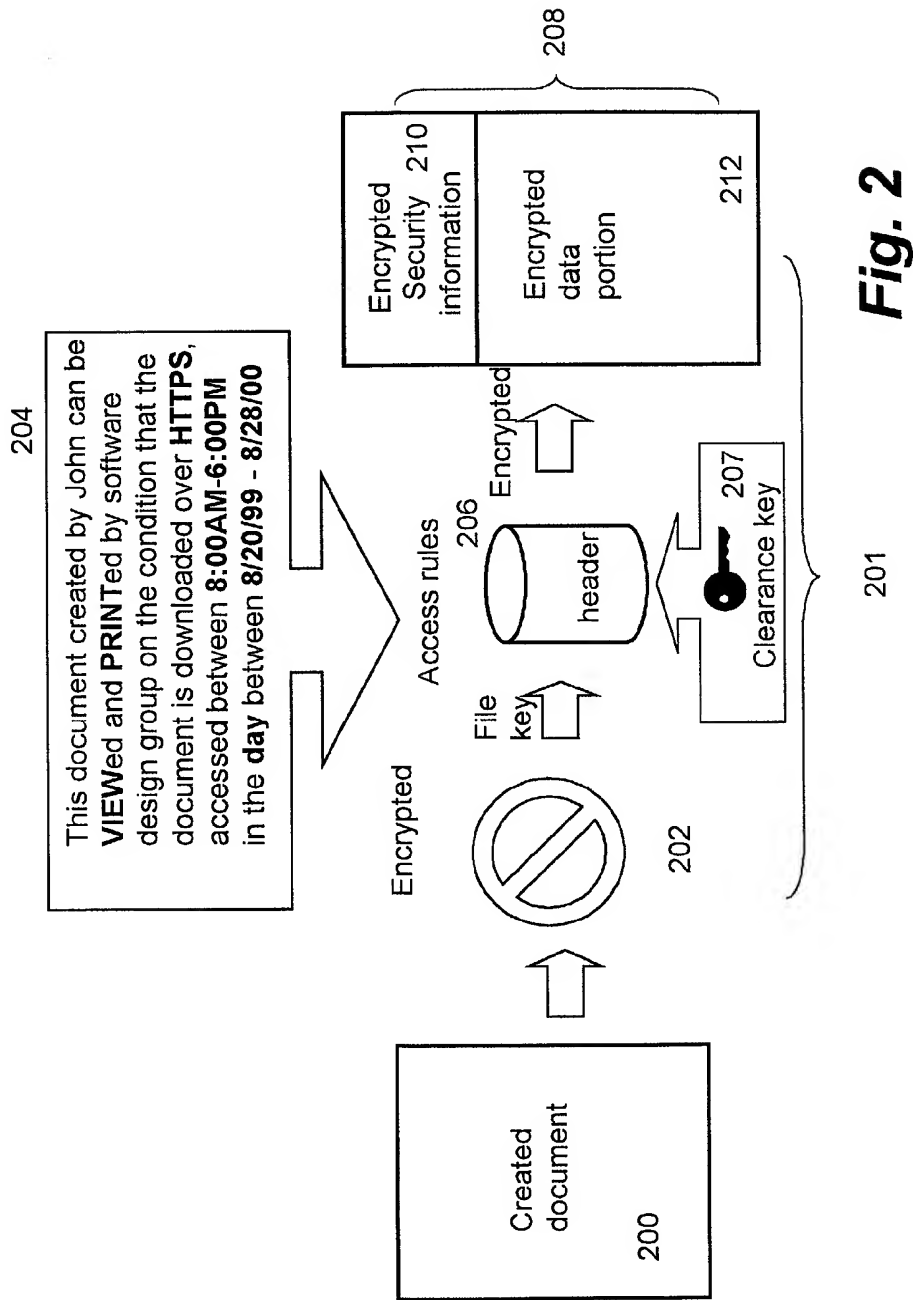 204
This document created by John can be
VIEWed and PRINTed by software
design group on the condition that the
document is downloaded over HTTPS,
accessed between 8:00AM-6:00PM
in the day between 8/20/99 - 8/28/00
Created
document
200
Encrypted
202
File
key
Access rules
206
header
207
Clearance key
Encrypted
Encrypted
Security 210
information
Encrypted
data
portion
212
208
201
Fig. 2